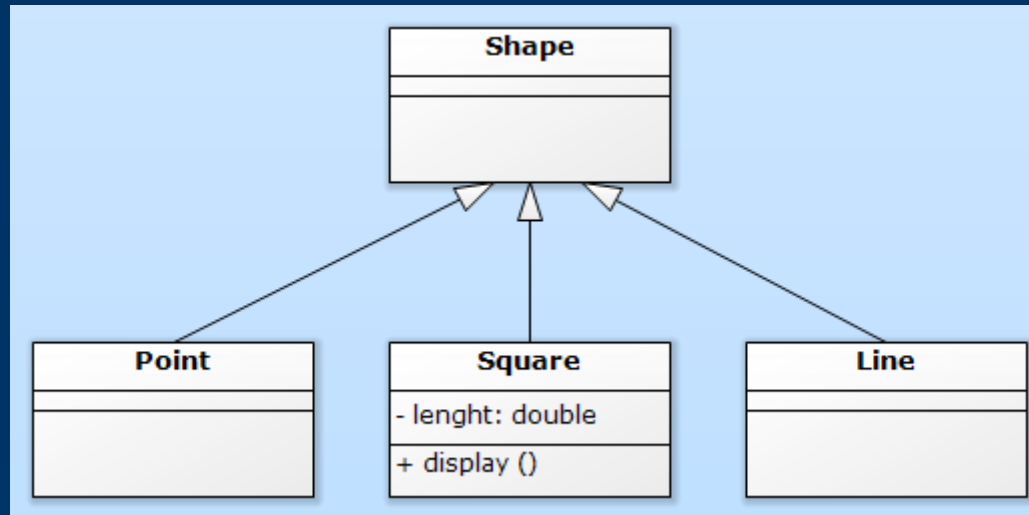 Shape
Point
Square
Line
- lenght: double
+ display ()